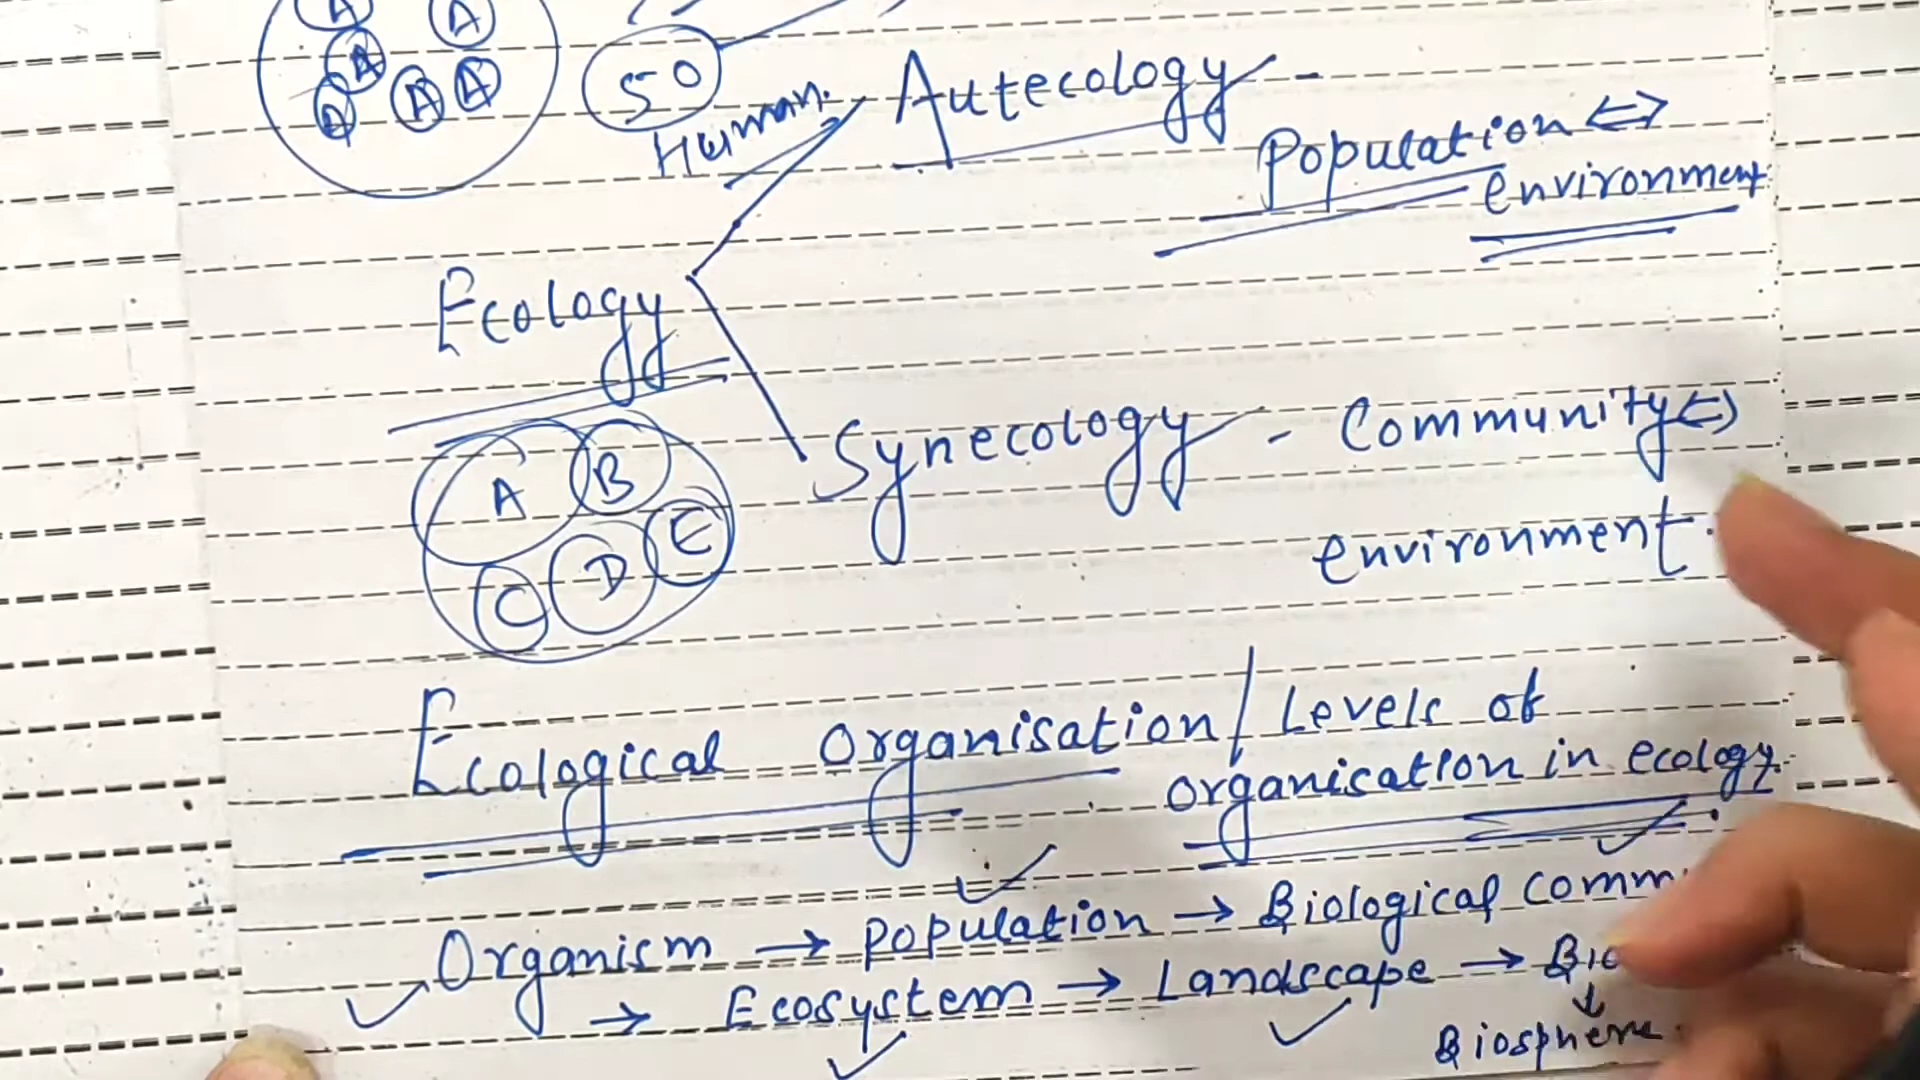 A A
A
A A A
50
Human.
Autecology -
Population ⇔
environment
Ecology
A B
C D E
Synecology - Community ⇔
environment.
Ecological Organisation / Levels of
organisation in ecology.
Organism → Population → Biological comm
→ Ecosystem → Landscape → Bio
↓
Biosphere.